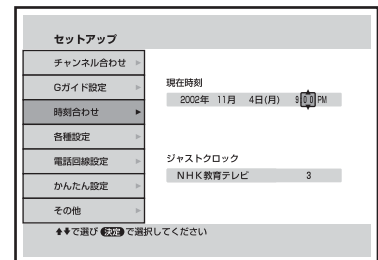 セットアップ
チャンネル合わせ
Gガイド設定
時刻合わせ
各種設定
電話回線設定
かんたん設定
その他
現在時刻
2002年 11月 4日(月) 9:00 PM
ジャストクロック
NHK教育テレビ 3
▲▼で選び 決定 で選択してください